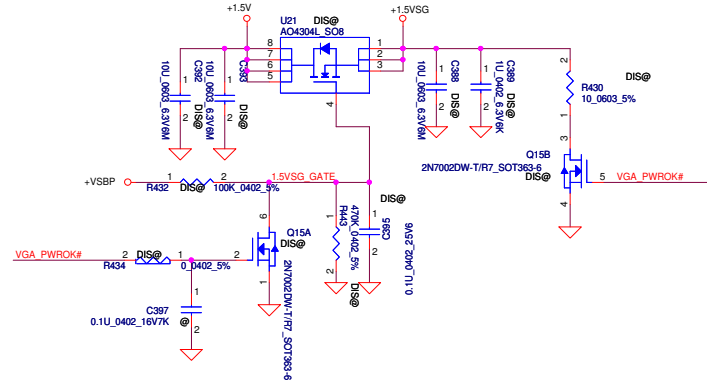 +1.5V
+1.5VSG
U21
DIS@
AO4304L_SO8
8
7
6
5
1
2
3
4
10U_0603_6.3V6M
C392
1
2
DIS@
10U_0603_6.3V6M
C393
1
2
DIS@
10U_0603_6.3V6M
C388
1
2
DIS@
1U_0402_6.3V6K
C389
1
2
DIS@
2
1
R430
10_0603_5%
DIS@
3
Q15B
2N7002DW-T/R7_SOT363-6
DIS@
5
VGA_PWROK#
4
+VSBP
1
2
R432
DIS@
100K_0402_5%
1.5VSG_GATE
6
Q15A
DIS@
2N7002DW-T/R7_SOT363-6
2
1
1
2
R443
470K_0402_5%
DIS@
1
2
C395
0.1U_0402_25V6
DIS@
VGA_PWROK#
2
1
R434
DIS@
0_0402_5%
1
2
C397
0.1U_0402_16V7K
@